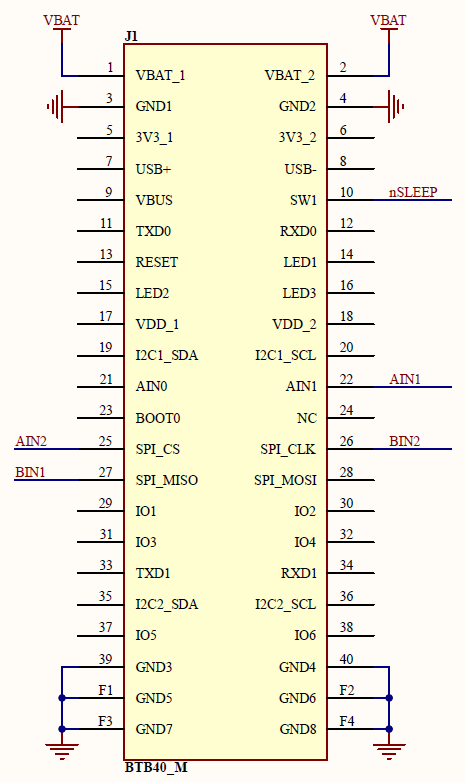 VBAT VBAT
J1
1 VBAT_1 VBAT_2 2
3 GND1 GND2 4
5 3V3_1 3V3_2 6
7 USB+ USB- 8
9 VBUS SW1 10 nSLEEP
11 TXD0 RXD0 12
13 RESET LED1 14
15 LED2 LED3 16
17 VDD_1 VDD_2 18
19 I2C1_SDA I2C1_SCL 20
21 AIN0 AIN1 22 AIN1
23 BOOT0 NC 24
AIN2 25 SPI_CS SPI_CLK 26 BIN2
BIN1 27 SPI_MISO SPI_MOSI 28
29 IO1 IO2 30
31 IO3 IO4 32
33 TXD1 RXD1 34
35 I2C2_SDA I2C2_SCL 36
37 IO5 IO6 38
39 GND3 GND4 40
F1 GND5 GND6 F2
F3 GND7 GND8 F4
BTB40_M